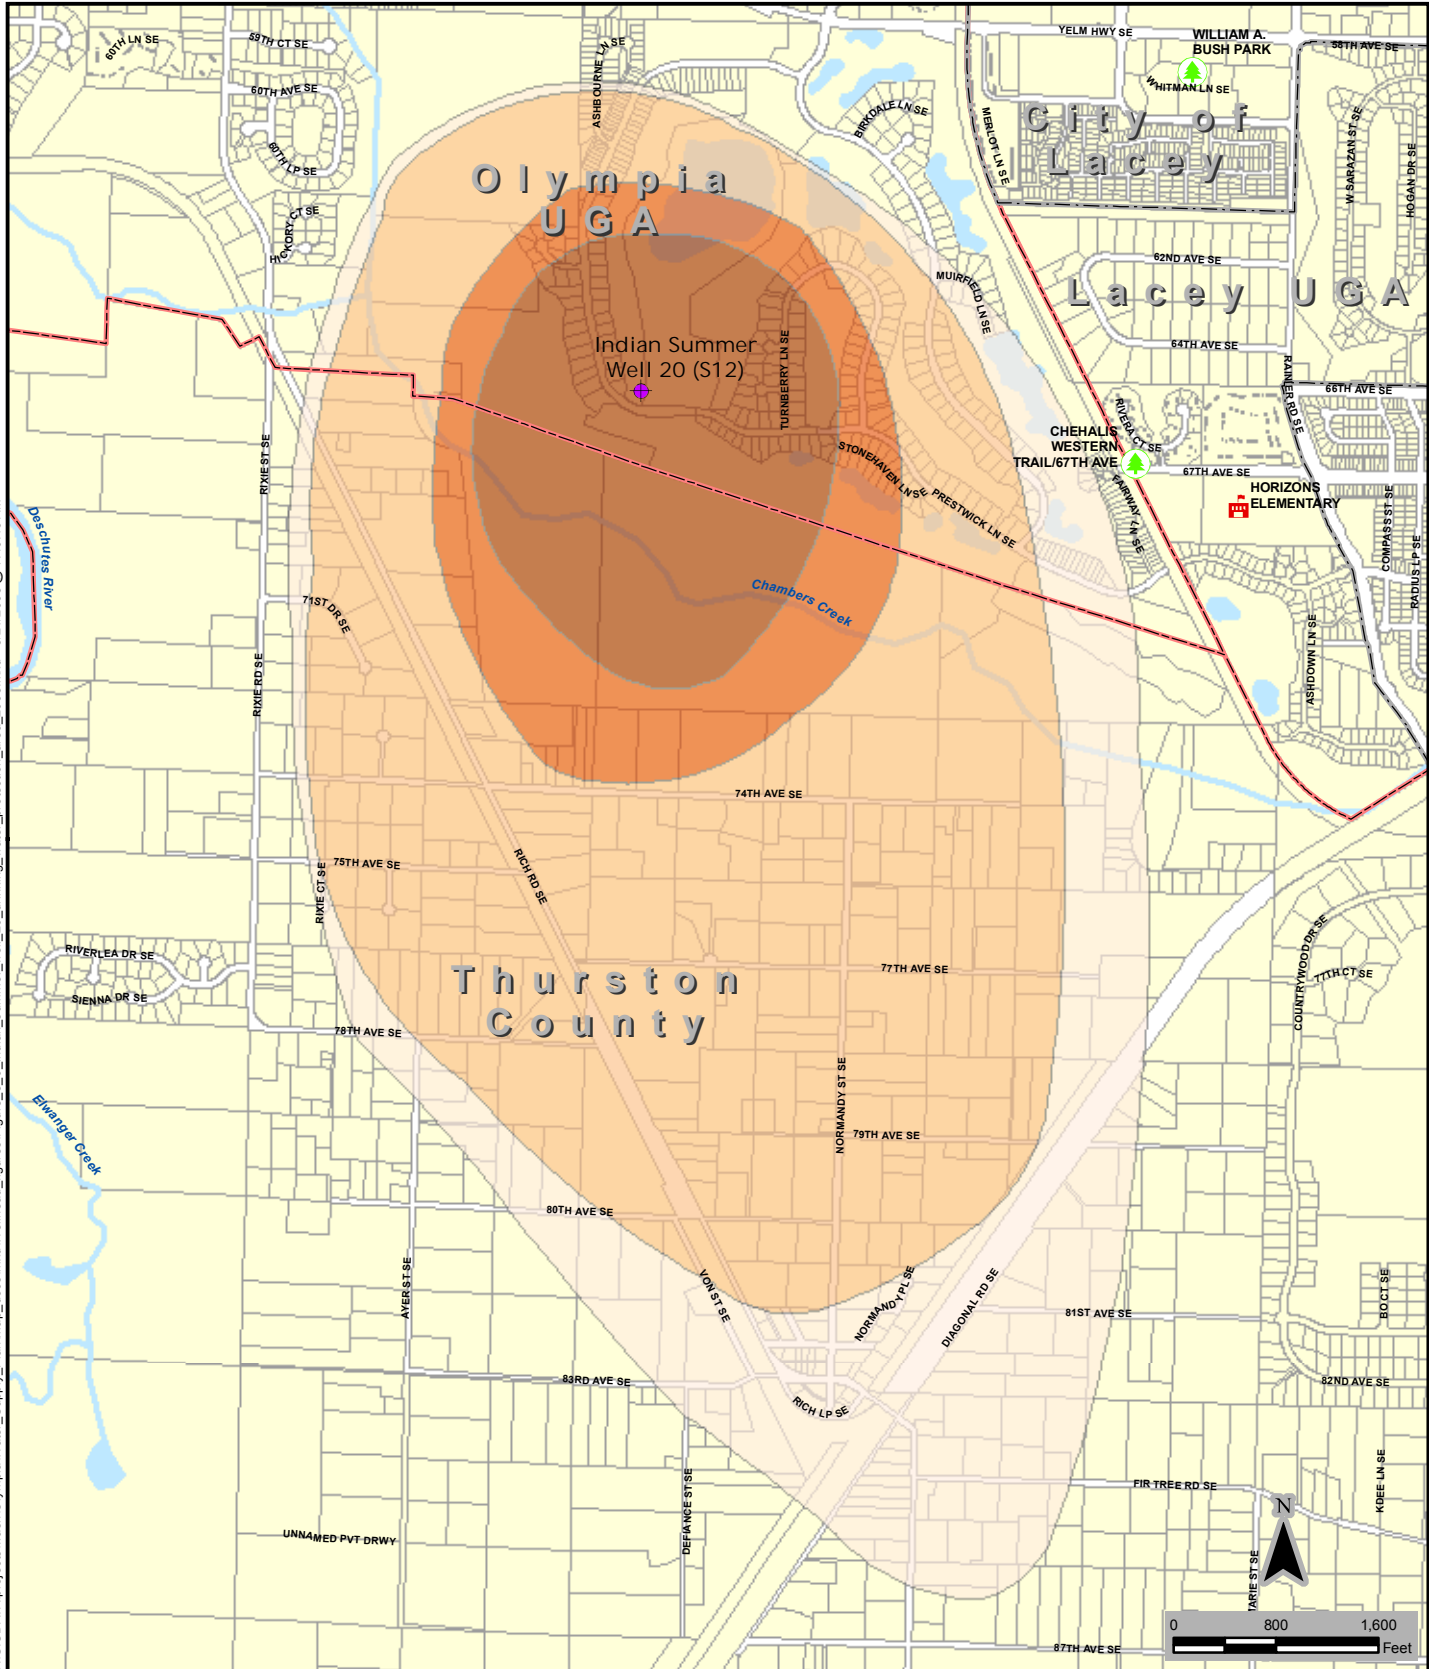 60TH LN SE
59TH CT SE
ASHBOURNE LN SE
YELM HWY SE
WILLIAM A.
BUSH PARK
58TH AVE SE
60TH AVE SE
WHITMAN LN SE
BIRKDALE LN SE
MERLOT LN SE
City of
Lacey
W SARAZAN ST SE
HOGAN DR SE
60TH LP SE
Olympia
UGA
HICKORY CT SE
62ND AVE SE
MUIRFIELD LN SE
Lacey UGA
64TH AVE SE
Indian Summer
Well 20 (S12)
TURNBERRY LN SE
RAINIER RD SE
66TH AVE SE
RIVERA CT SE
CHEHALIS
WESTERN
TRAIL/67TH AVE
67TH AVE SE
STONEHAVEN LN SE
PRESTWICK LN SE
FAIRWAY LN SE
HORIZONS
ELEMENTARY
RIXIE ST SE
Deschutes River
COMPASS ST SE
RADIUS LP SE
Chambers Creek
71ST DR SE
RIXIE RD SE
ASHDOWN LN SE
74TH AVE SE
75TH AVE SE
RICH RD SE
RIXIE CT SE
RIVERLEA DR SE
SIENNA DR SE
Thurston
County
77TH AVE SE
COUNTRYWOOD DR SE
77TH CT SE
78TH AVE SE
NORMANDY ST SE
79TH AVE SE
Elwanger Creek
80TH AVE SE
AYER ST SE
VON ST SE
NORMANDY PL SE
DIAGONAL RD SE
81ST AVE SE
BO CT SE
83RD AVE SE
82ND AVE SE
RICH LP SE
DEFIANCE ST SE
FIR TREE RD SE
KDEE LN SE
UNNAMED PVT DRWY
N
87TH AVE SE
0 800 1,600
Feet